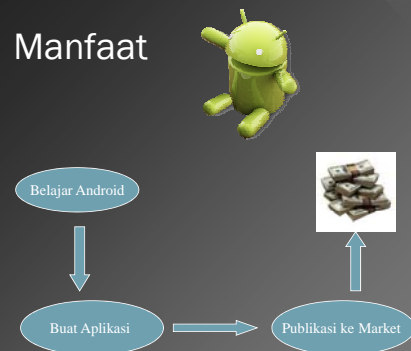 Manfaat
Belajar Android
Buat Aplikasi
Publikasi ke Market